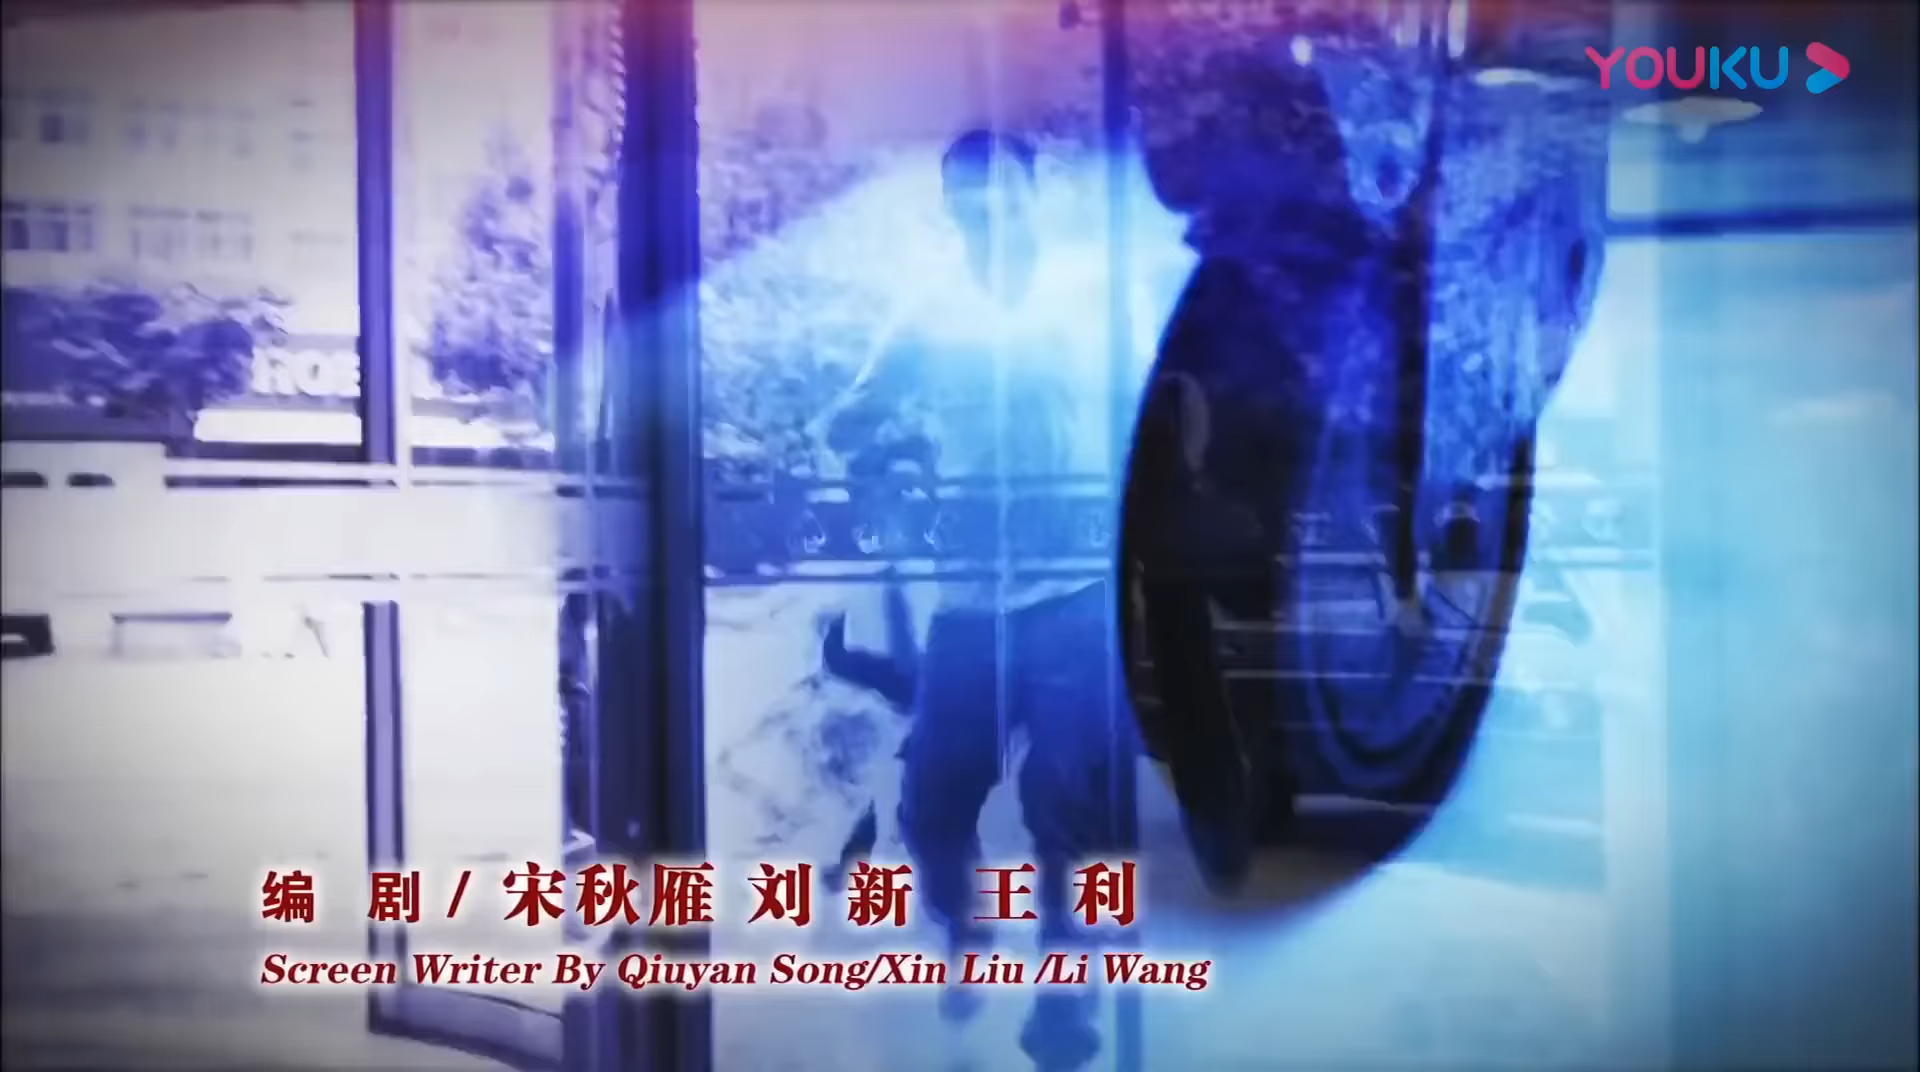 YOUKU
编 剧 / 宋秋雁 刘 新 王 利
Screen Writer By Qiuyan Song/Xin Liu /Li Wang